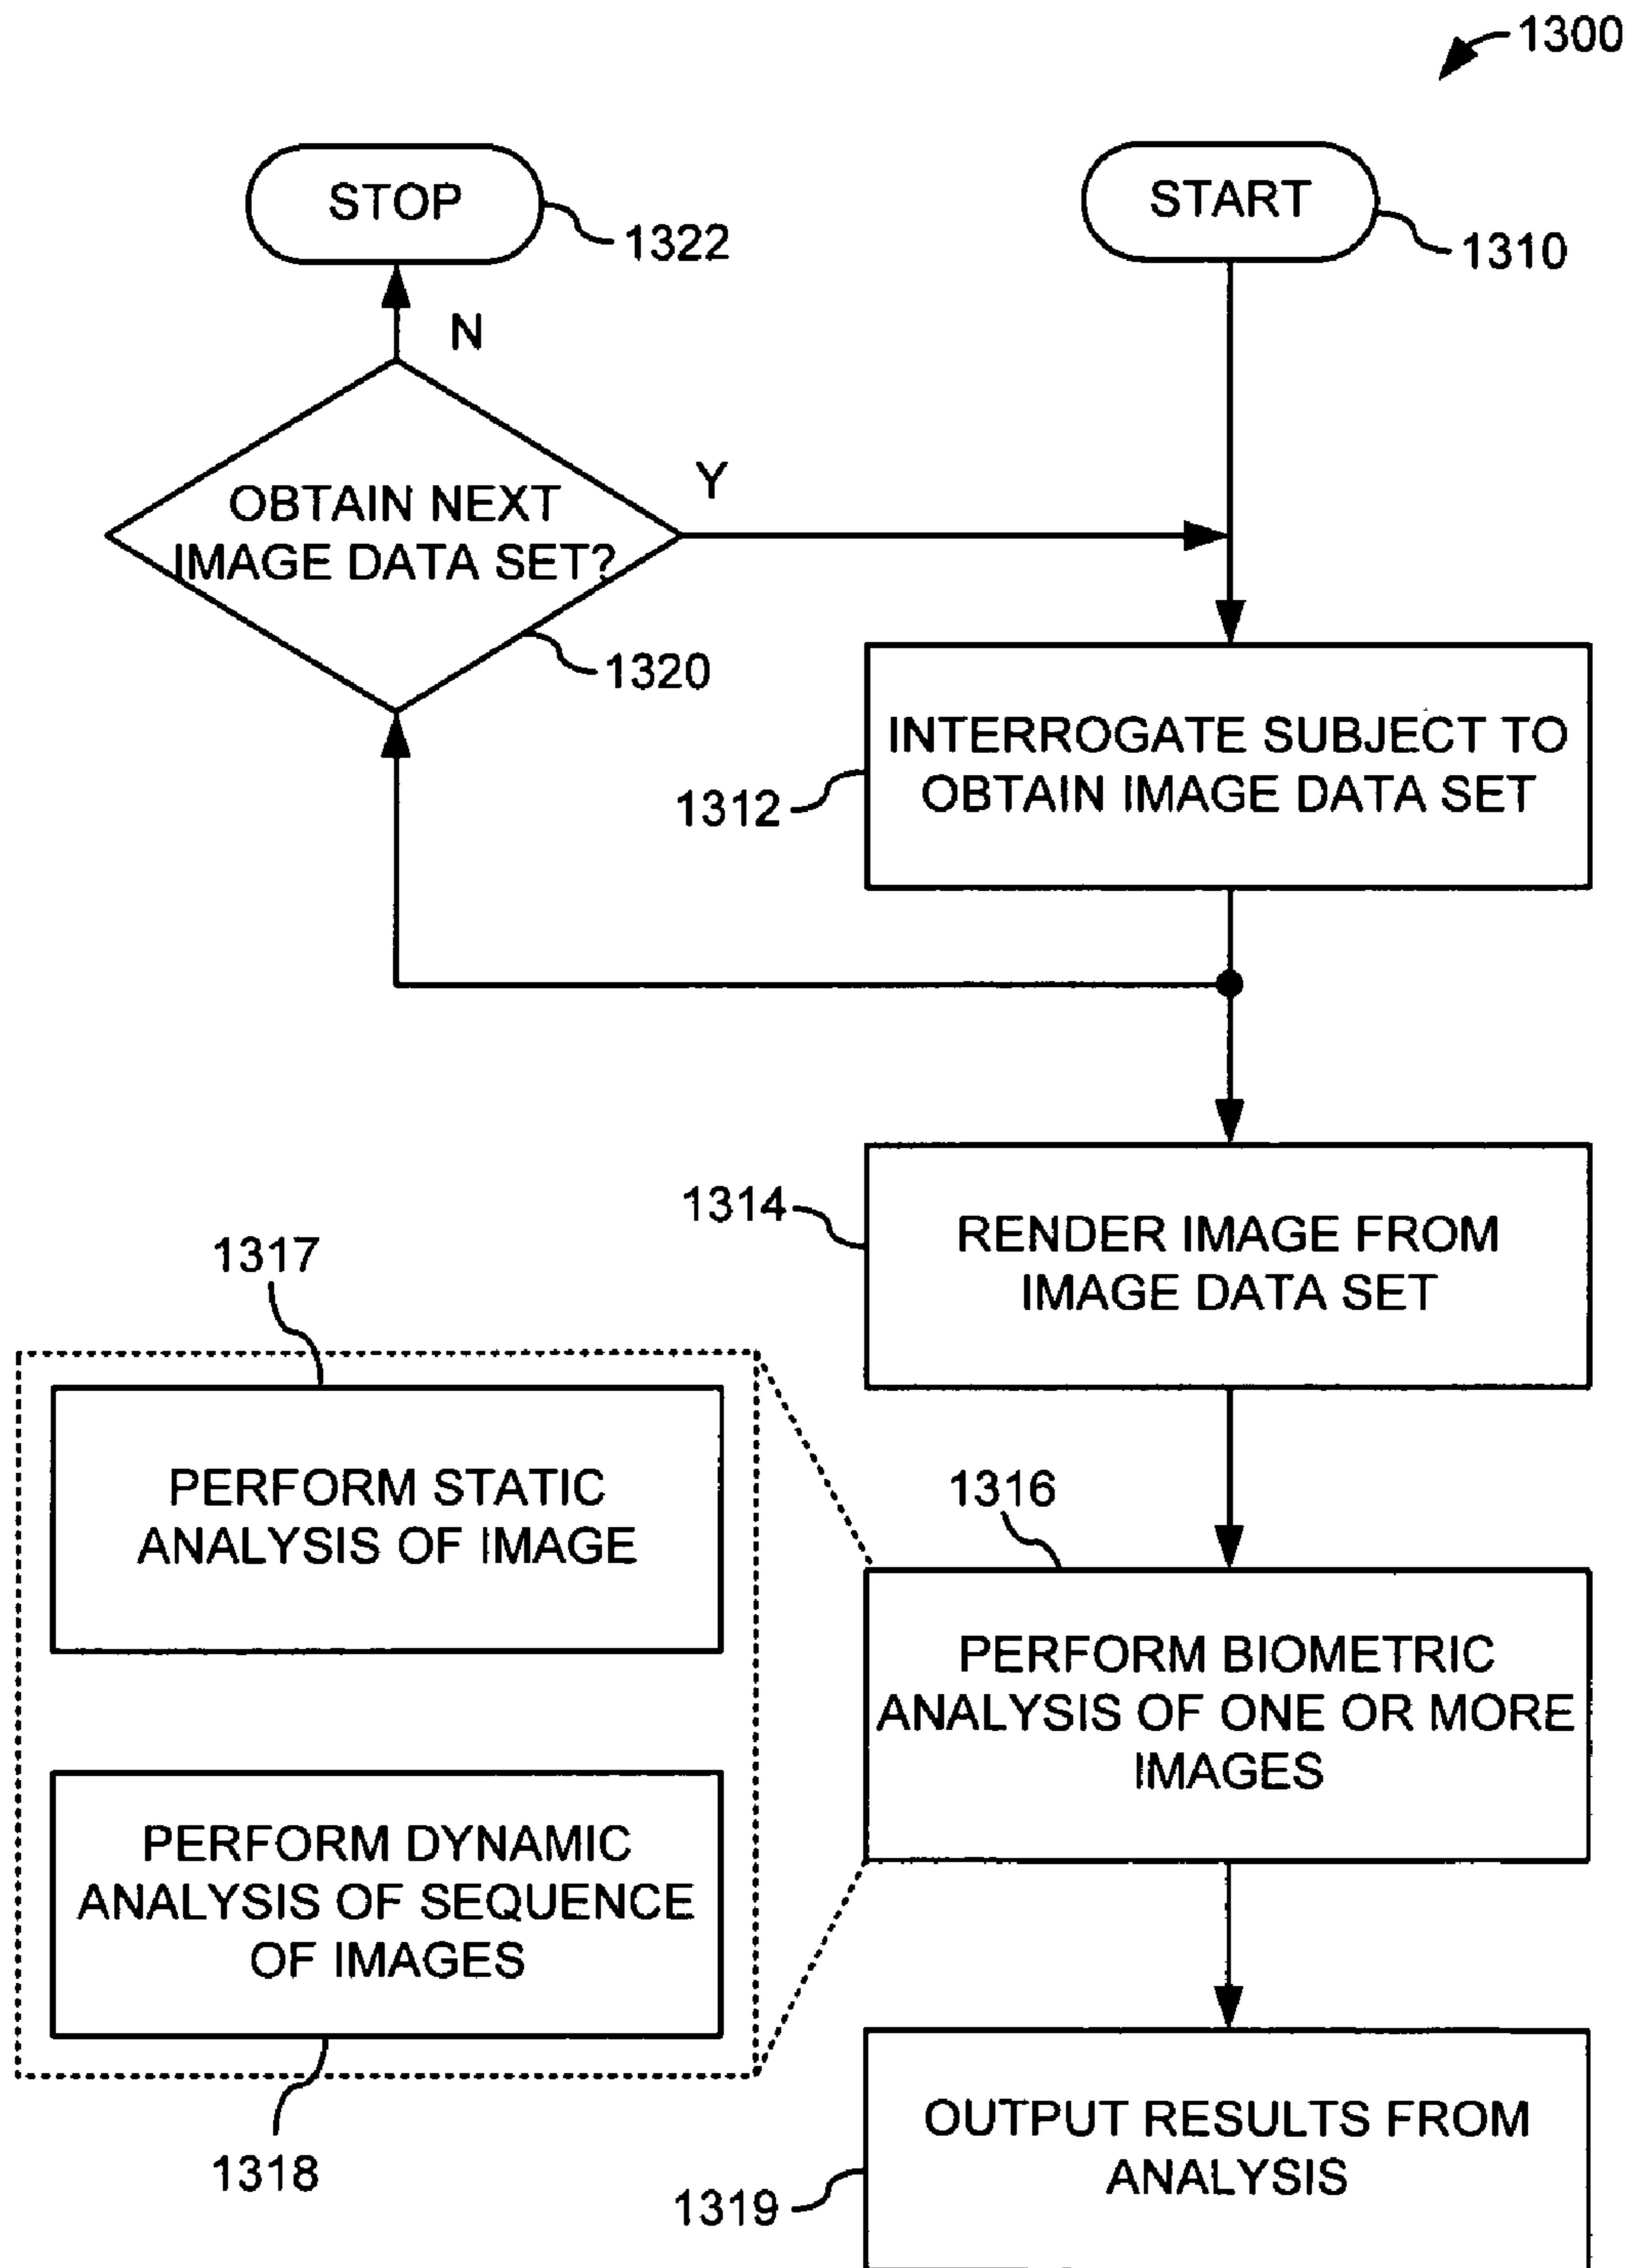 1300
STOP
1322
START
1310
N
OBTAIN NEXT
IMAGE DATA SET?
Y
1320
INTERROGATE SUBJECT TO
OBTAIN IMAGE DATA SET
1312
1314
RENDER IMAGE FROM
IMAGE DATA SET
1317
PERFORM STATIC
ANALYSIS OF IMAGE
1316
PERFORM BIOMETRIC
ANALYSIS OF ONE OR MORE
IMAGES
PERFORM DYNAMIC
ANALYSIS OF SEQUENCE
OF IMAGES
1318
OUTPUT RESULTS FROM
ANALYSIS
1319